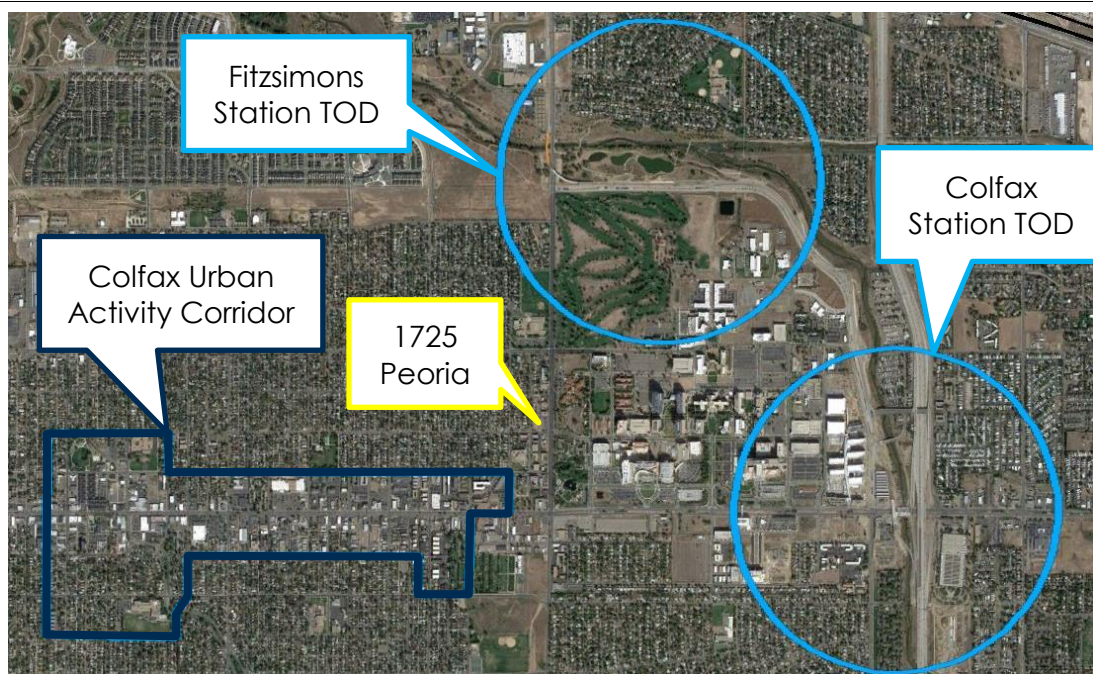 Fitzsimons
Station TOD
Colfax
Station TOD
Colfax Urban
Activity Corridor
1725
Peoria